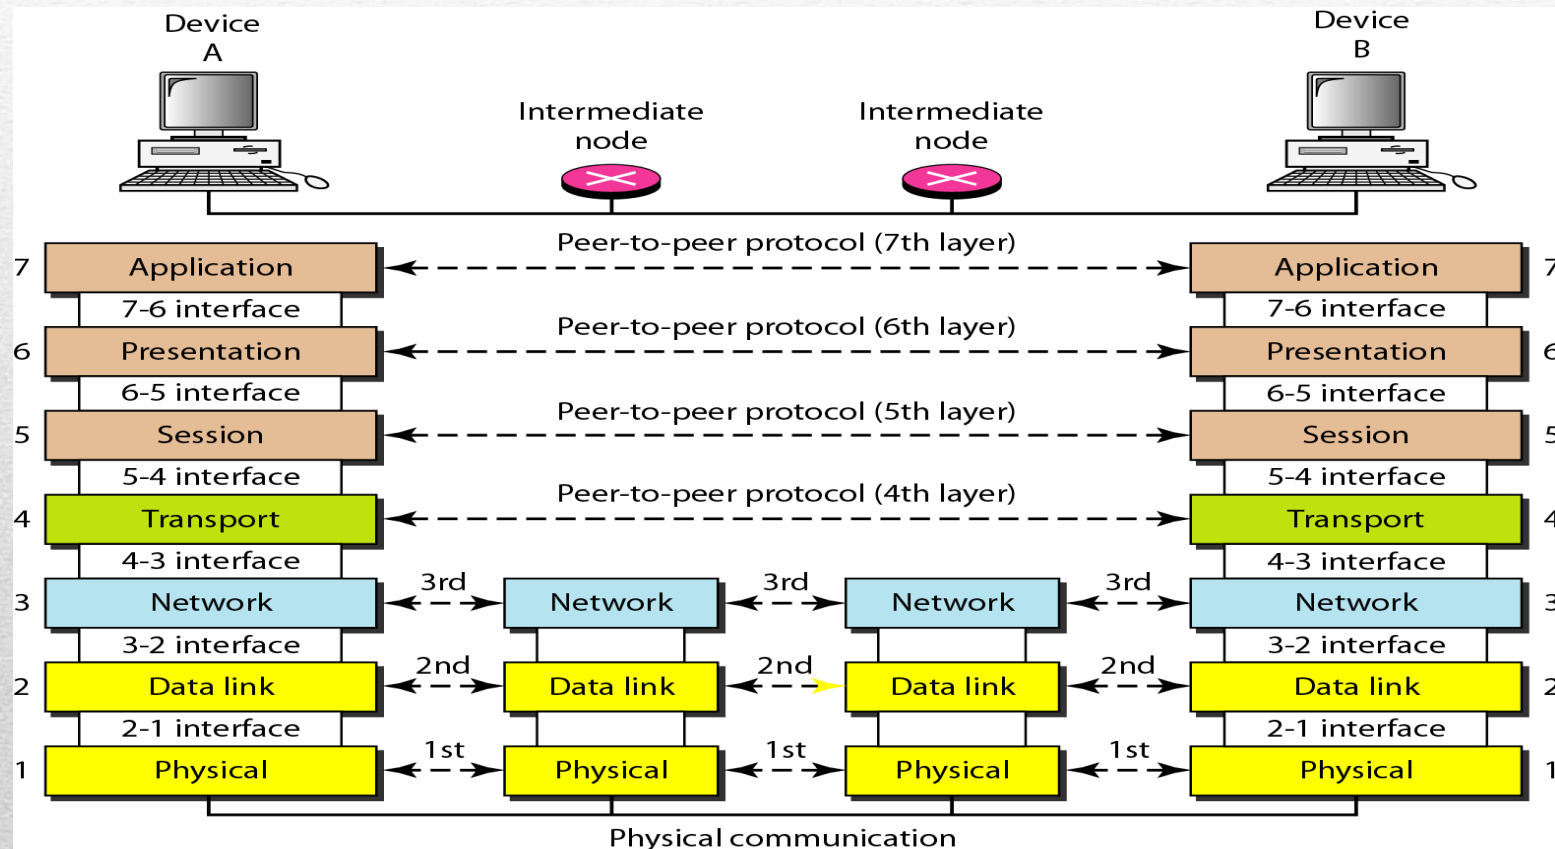 Device
A
Device
B
Intermediate
node
Intermediate
node
Peer-to-peer protocol (7th layer)
7 Application Application 7
7-6 interface 7-6 interface
Peer-to-peer protocol (6th layer)
6 Presentation Presentation 6
6-5 interface 6-5 interface
Peer-to-peer protocol (5th layer)
5 Session Session 5
5-4 interface 5-4 interface
Peer-to-peer protocol (4th layer)
4 Transport Transport 4
4-3 interface 4-3 interface
3rd 3rd 3rd
3 Network Network Network Network 3
3-2 interface 3-2 interface
2nd 2nd 2nd
2 Data link Data link Data link Data link 2
2-1 interface 2-1 interface
1st 1st 1st
1 Physical Physical Physical Physical 1
Physical communication